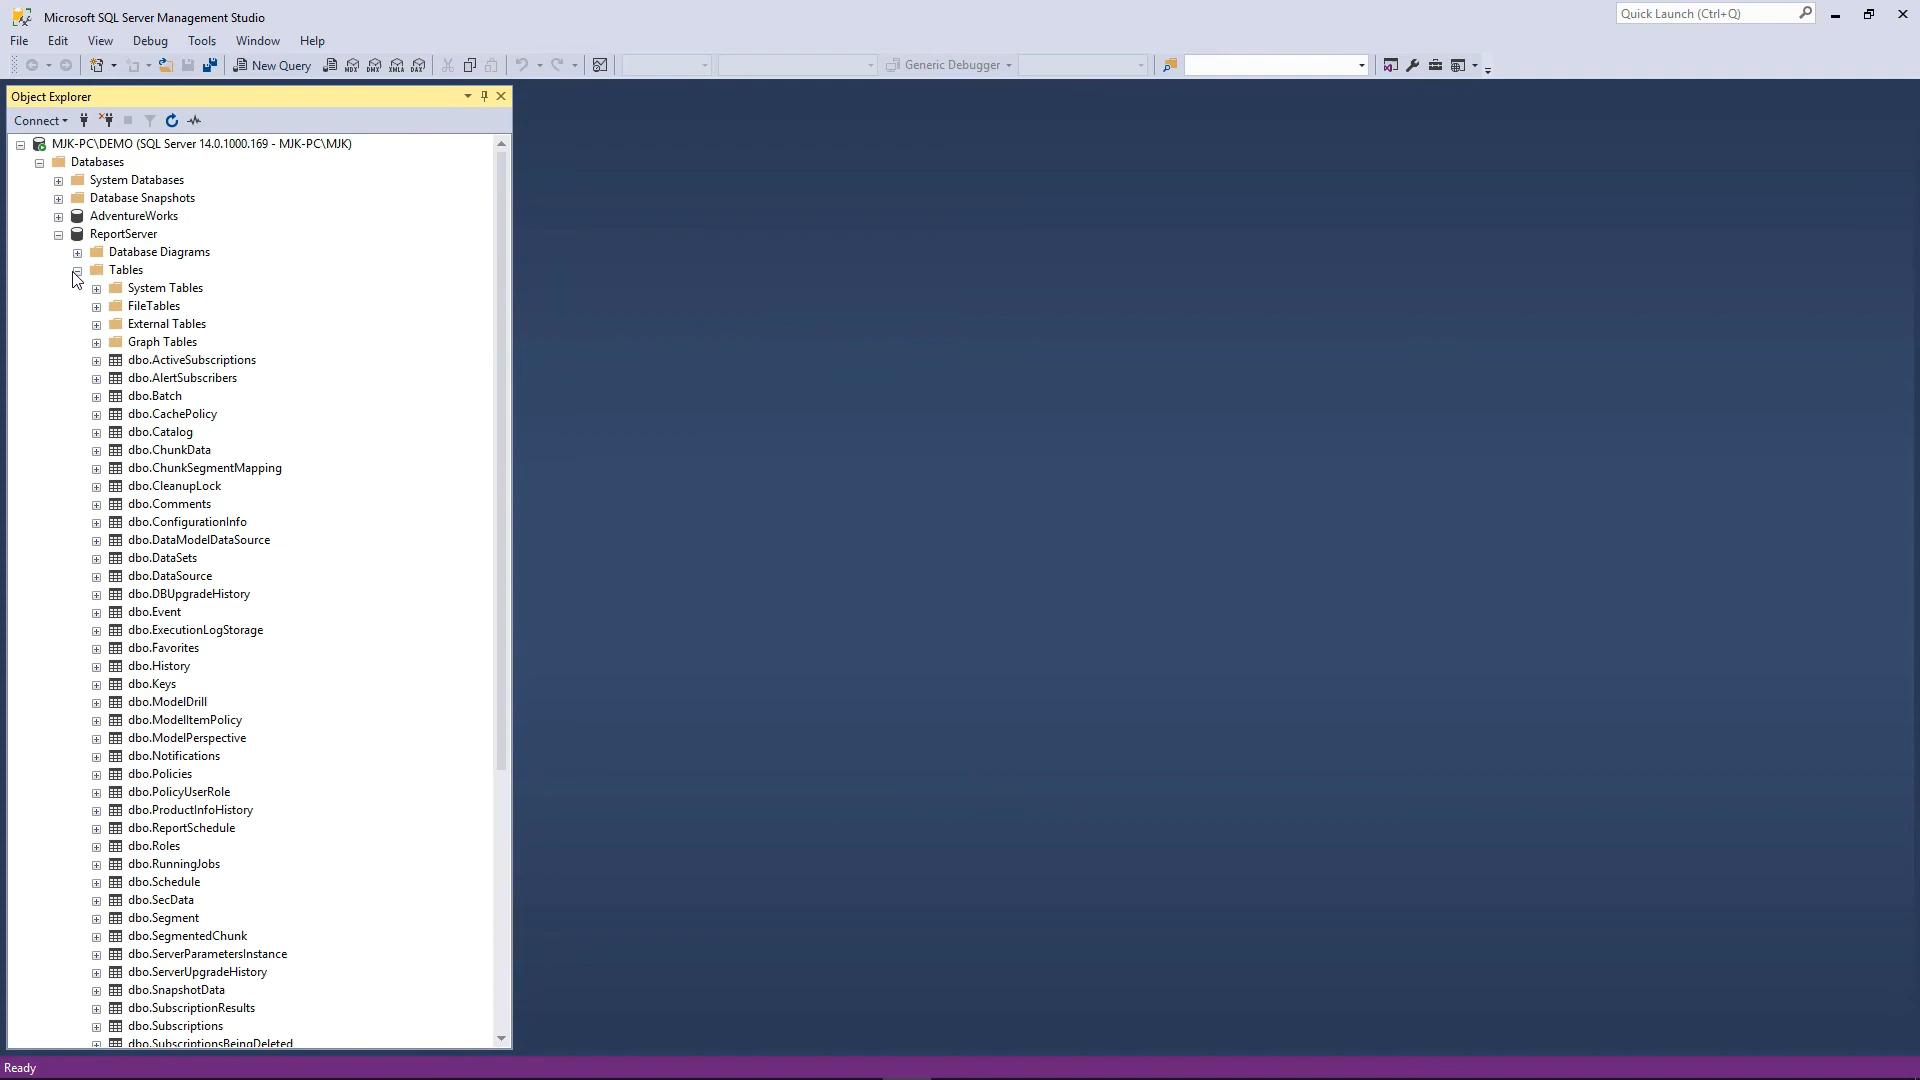 Microsoft SQL Server Management Studio
Quick Launch (Ctrl+Q)
File Edit View Debug Tools Window Help
New Query
MDX
DMX
XMLA
DAX
Generic Debugger
Object Explorer
Connect
MJK-PC\DEMO (SQL Server 14.0.1000.169 - MJK-PC\MJK)
Databases
System Databases
Database Snapshots
AdventureWorks
ReportServer
Database Diagrams
Tables
System Tables
FileTables
External Tables
Graph Tables
dbo.ActiveSubscriptions
dbo.AlertSubscribers
dbo.Batch
dbo.CachePolicy
dbo.Catalog
dbo.ChunkData
dbo.ChunkSegmentMapping
dbo.CleanupLock
dbo.Comments
dbo.ConfigurationInfo
dbo.DataModelDataSource
dbo.DataSets
dbo.DataSource
dbo.DBUpgradeHistory
dbo.Event
dbo.ExecutionLogStorage
dbo.Favorites
dbo.History
dbo.Keys
dbo.ModelDrill
dbo.ModelItemPolicy
dbo.ModelPerspective
dbo.Notifications
dbo.Policies
dbo.PolicyUserRole
dbo.ProductInfoHistory
dbo.ReportSchedule
dbo.Roles
dbo.RunningJobs
dbo.Schedule
dbo.SecData
dbo.Segment
dbo.SegmentedChunk
dbo.ServerParametersInstance
dbo.ServerUpgradeHistory
dbo.SnapshotData
dbo.SubscriptionResults
dbo.Subscriptions
dbo.SubscriptionsBeingDeleted
Ready